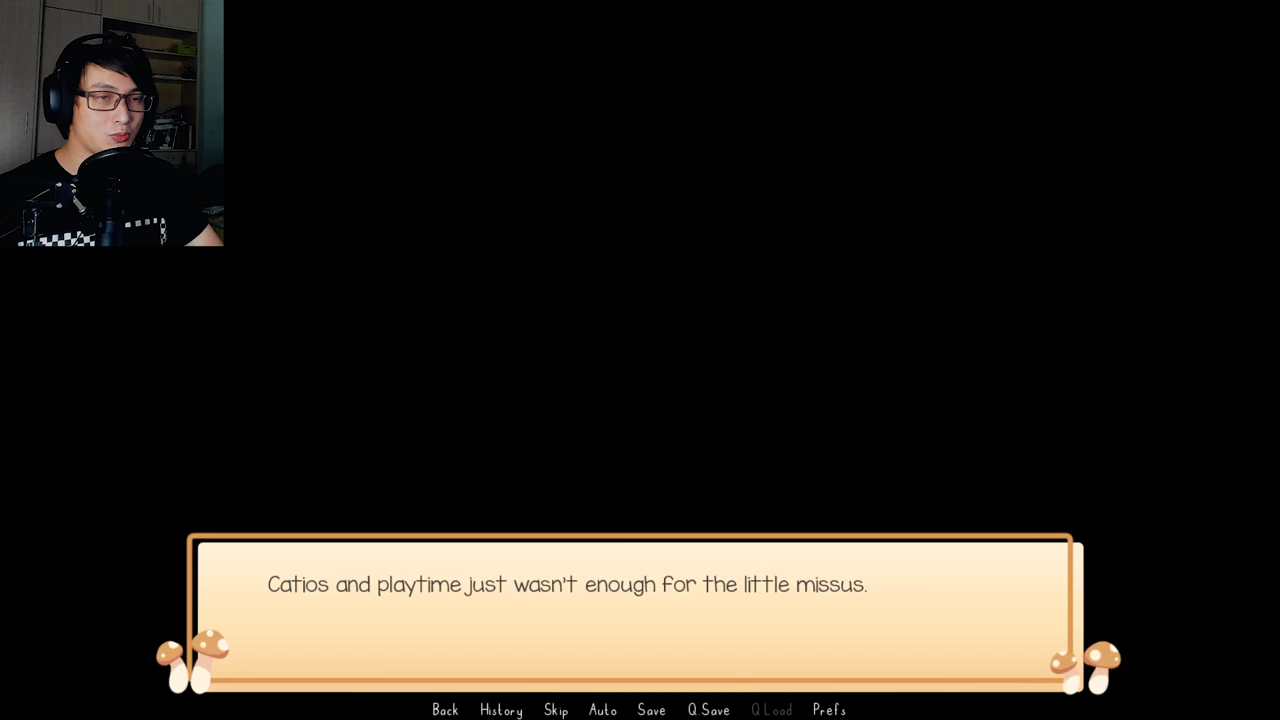 Catios and playtime just wasn't enough for the little missus.
Back History Skip Auto Save Q.Save Q.Load Prefs